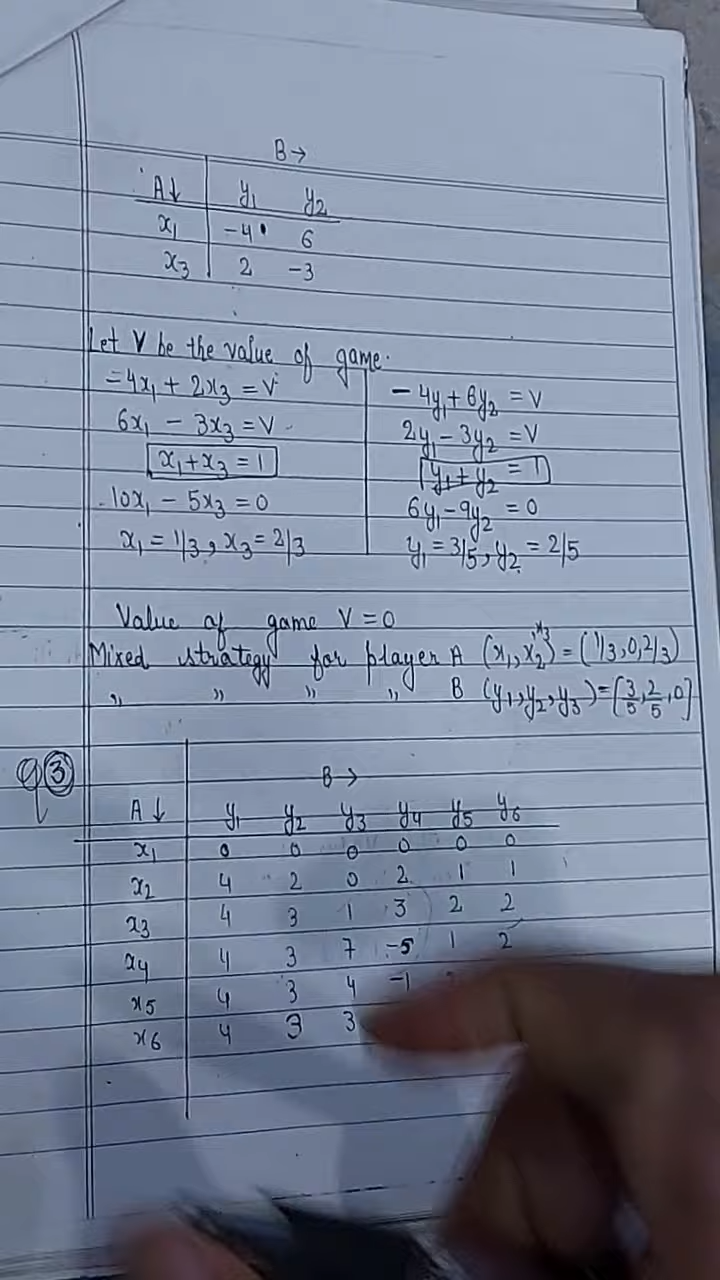 B→
A↓ y₁ y₂
x₁ -4 6
x₃ 2 -3
Let V be the value of game.
-4x₁ + 2x₃ = V
6x₁ - 3x₃ = V
x₁ + x₃ = 1
10x₁ - 5x₃ = 0
x₁ = 1/3, x₃ = 2/3
-4y₁ + 6y₂ = V
2y₁ - 3y₂ = V
y₁ + y₂ = 1
6y₁ - 9y₂ = 0
y₁ = 3/5, y₂ = 2/5
Value of game V = 0
Mixed strategy for player A (x₁, x₂, x₃) = (1/3, 0, 2/3)
" " " " B (y₁, y₂, y₃) = [3/5, 2/5, 0]
Q3
B→
A↓ y₁ y₂ y₃ y₄ y₅ y₆
x₁ 0 0 0 0 0 0
x₂ 4 2 0 2 1 1
x₃ 4 3 1 3 2 2
x₄ 4 3 7 -5 1 2
x₅ 4 3 4 -1
x₆ 4 3 3